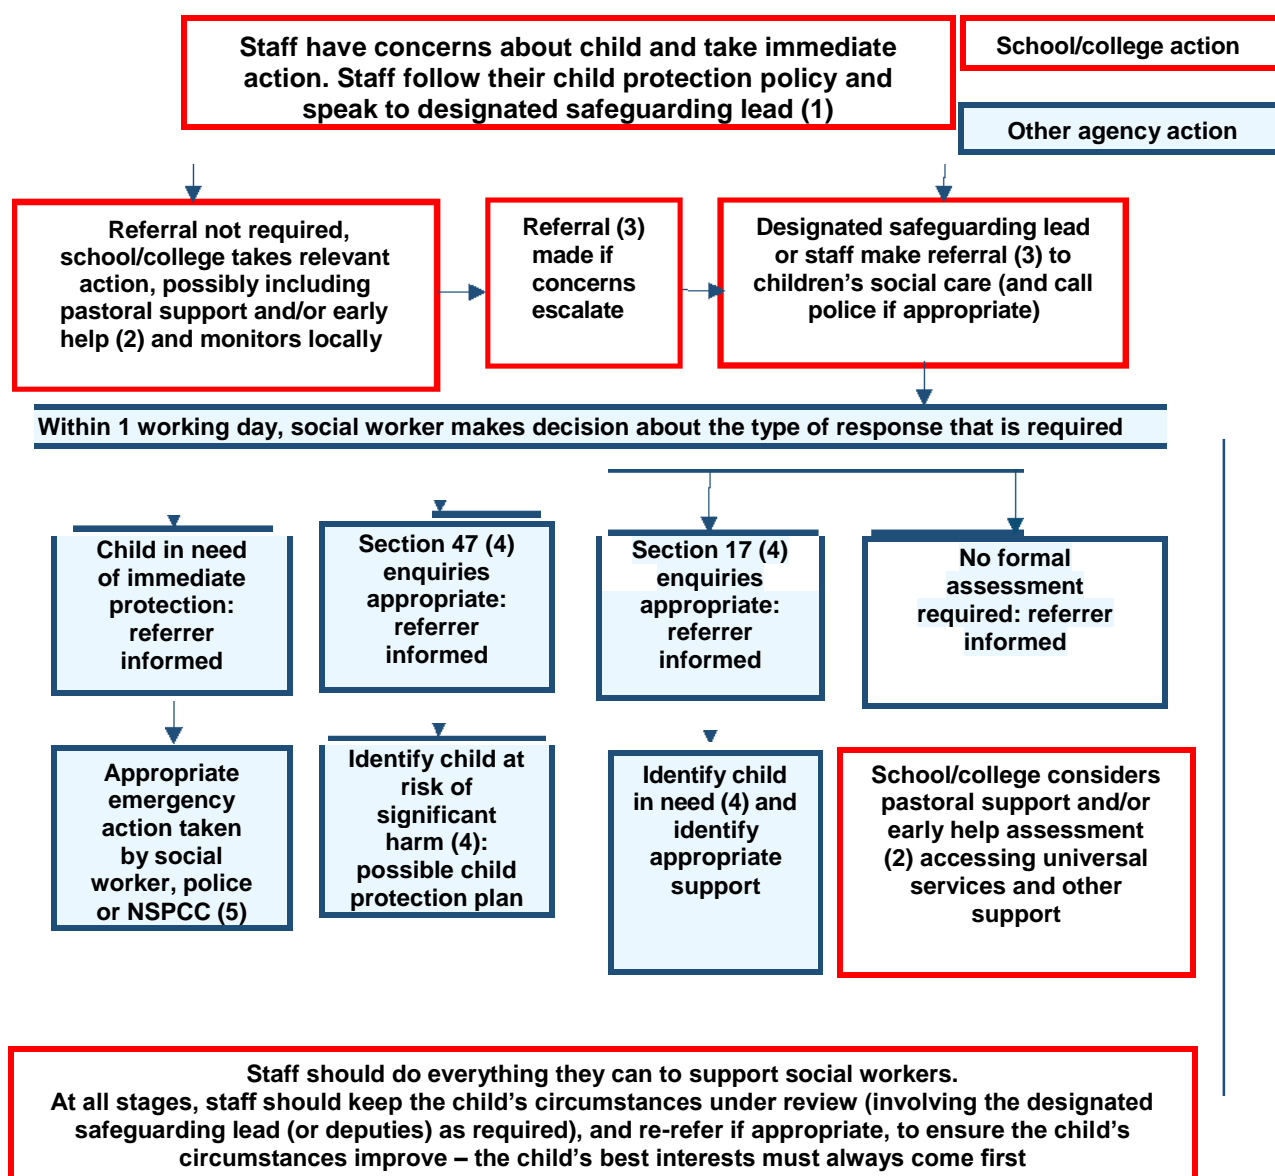 Staff have concerns about child and take immediate
action. Staff follow their child protection policy and
speak to designated safeguarding lead (1)
School/college action
Other agency action
Referral not required,
school/college takes relevant
action, possibly including
pastoral support and/or early
help (2) and monitors locally
Referral (3)
made if
concerns
escalate
Designated safeguarding lead
or staff make referral (3) to
children’s social care (and call
police if appropriate)
Within 1 working day, social worker makes decision about the type of response that is required
Child in need
of immediate
protection:
referrer
informed
Section 47 (4)
enquiries
appropriate:
referrer
informed
Section 17 (4)
enquiries
appropriate:
referrer
informed
No formal
assessment
required: referrer
informed
Appropriate
emergency
action taken
by social
worker, police
or NSPCC (5)
Identify child at
risk of
significant
harm (4):
possible child
protection plan
Identify child
in need (4) and
identify
appropriate
support
School/college considers
pastoral support and/or
early help assessment
(2) accessing universal
services and other
support
Staff should do everything they can to support social workers.
At all stages, staff should keep the child’s circumstances under review (involving the designated
safeguarding lead (or deputies) as required), and re-refer if appropriate, to ensure the child’s
circumstances improve – the child’s best interests must always come first